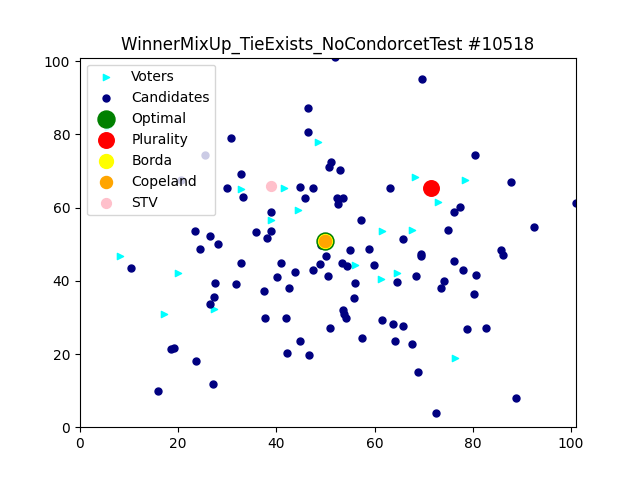 WinnerMixUp_TieExists_NoCondorcetTest #10518
Voters
Candidates
Optimal
Plurality
Borda
Copeland
STV
100
80
60
40
20
0
0 20 40 60 80 100